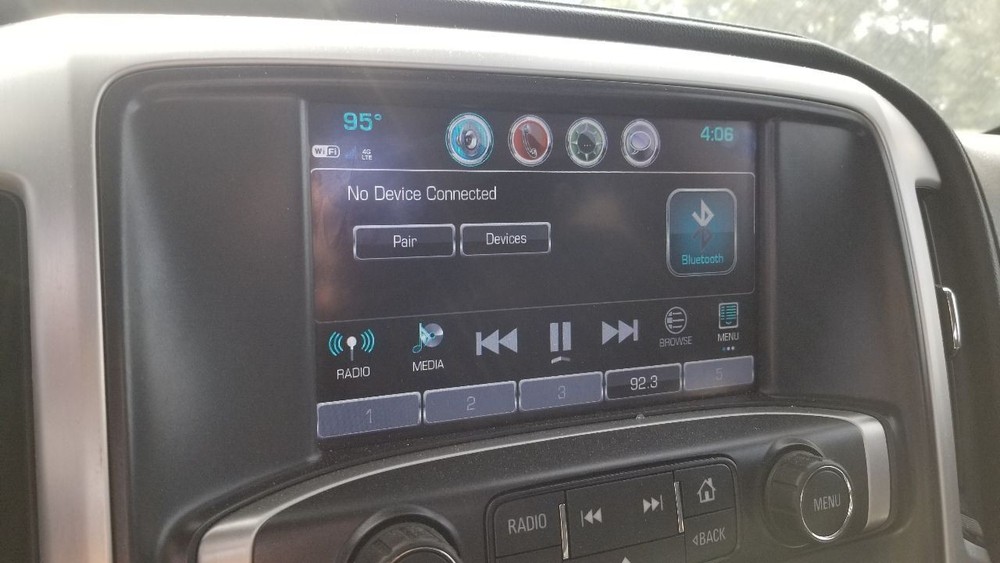 95°
4:06
WiFi
4G
LTE
No Device Connected
Pair
Devices
Bluetooth
RADIO
MEDIA
BROWSE
MENU
1
2
3
92.3
5
RADIO
BACK
MENU